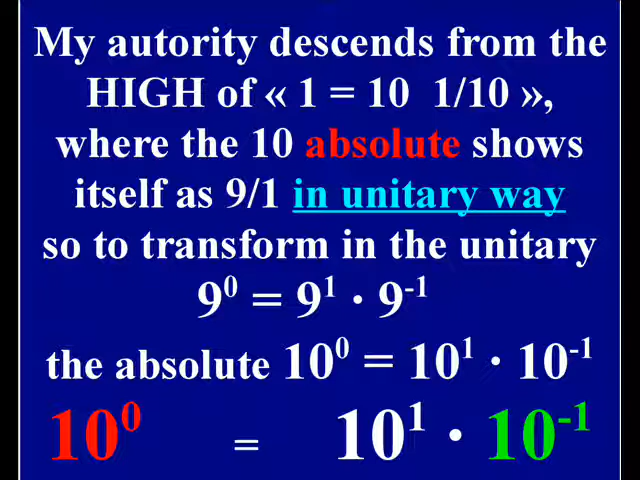 My autority descends from the
HIGH of « 1 = 10  1/10 »,
where the 10 absolute shows
itself as 9/1 in unitary way
so to transform in the unitary
9⁰ = 9¹ · 9⁻¹
the absolute 10⁰ = 10¹ · 10⁻¹
10⁰ = 10¹ · 10⁻¹